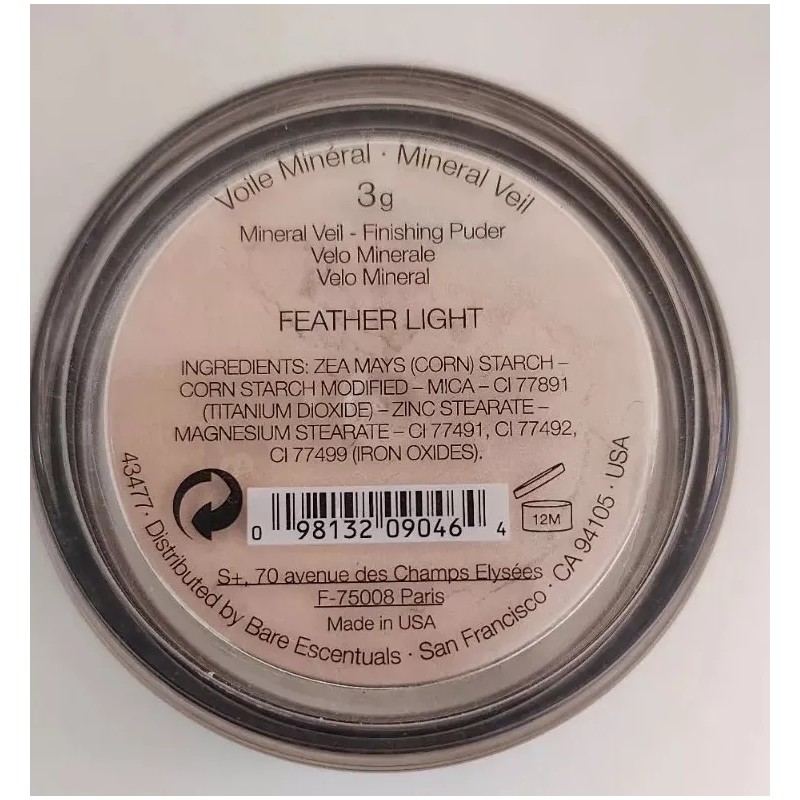 Voile Minéral · Mineral Veil
3g
Mineral Veil - Finishing Puder
Velo Minerale
Velo Mineral
FEATHER LIGHT
INGREDIENTS: ZEA MAYS (CORN) STARCH –
CORN STARCH MODIFIED – MICA – CI 77891
(TITANIUM DIOXIDE) – ZINC STEARATE –
MAGNESIUM STEARATE – CI 77491, CI 77492,
CI 77499 (IRON OXIDES).
0 98132 09046 4
12M
S+, 70 avenue des Champs Elysées
F-75008 Paris
Made in USA
43477· Distributed by Bare Escentuals · San Francisco · CA 94105 · USA